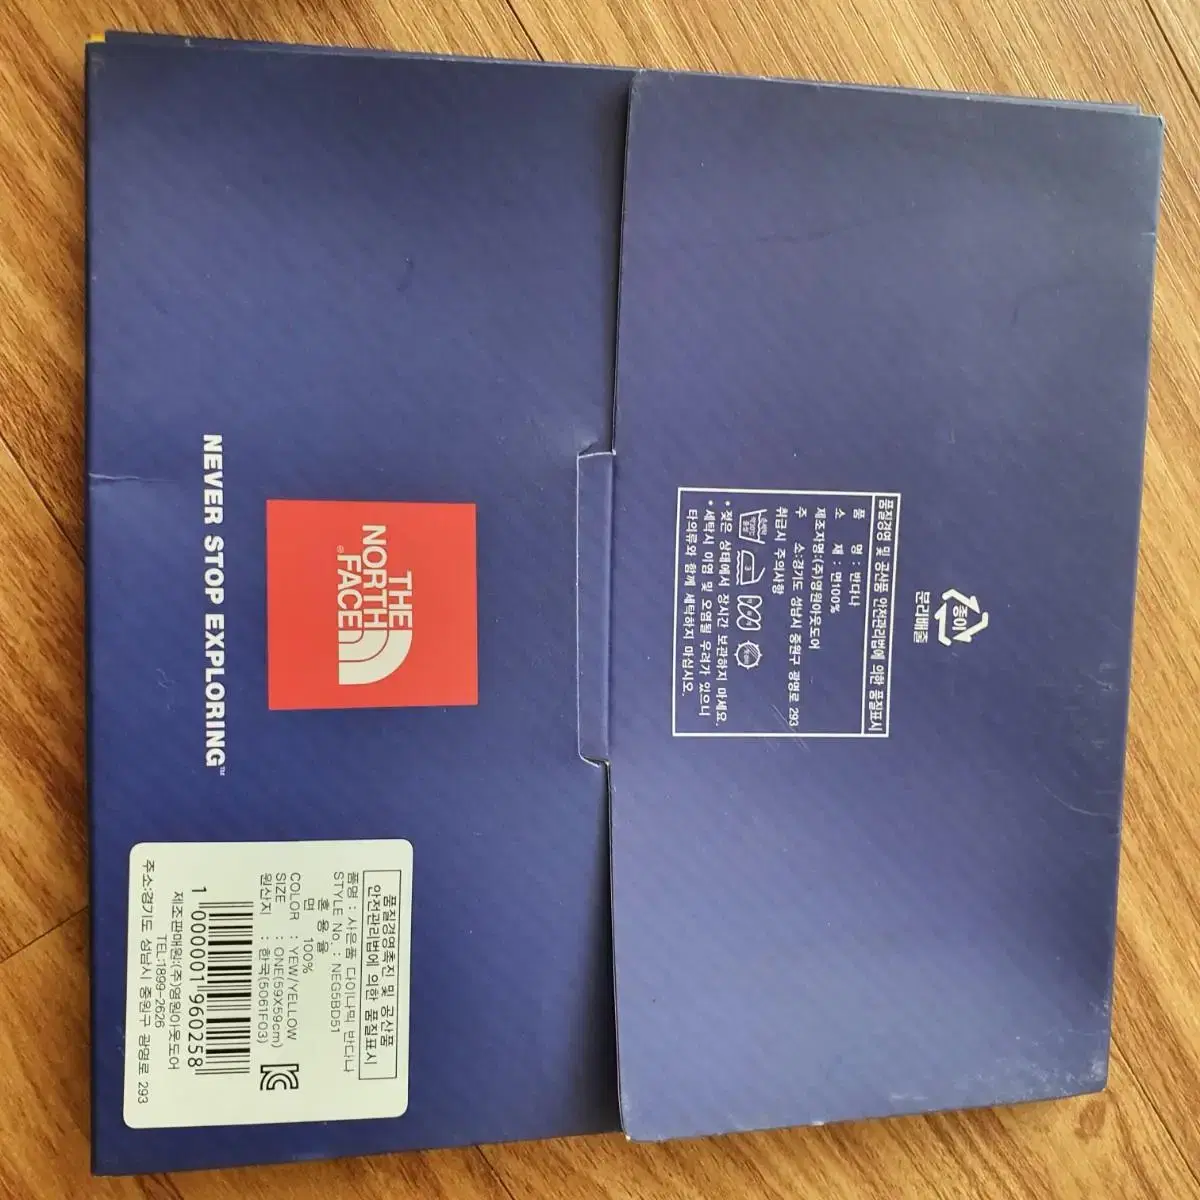 종이
분리배출
품질경영 및 공산품 안전관리법에 의한 품질표시
품 명 : 반다나
소 재 : 면100%
제조자명:(주)영원아웃도어
주 소:경기도 성남시 중원구 광명로 293
취급시 주의사항
* 젖은 상태에서 장시간 보관하지 마세요.
* 세탁시 이염 및 오염될 우려가 있으니
타의류와 함께 세탁하지 마십시오.
THE
NORTH
FACE®
NEVER STOP EXPLORING™
품질경영촉진 및 공산품
안전관리법에 의한 품질표시
품명 : 사은품 다이나믹 반다나
STYLE No. : NEG5BD51
혼 용 율
면 100%
COLOR : YEW/YELLOW
SIZE : ONE(59X59cm)
원산지 : 한국(5061F03)
1 000001 960258
제조판매원:(주)영원아웃도어
TEL:1899-2626
주소:경기도 성남시 중원구 광명로 293